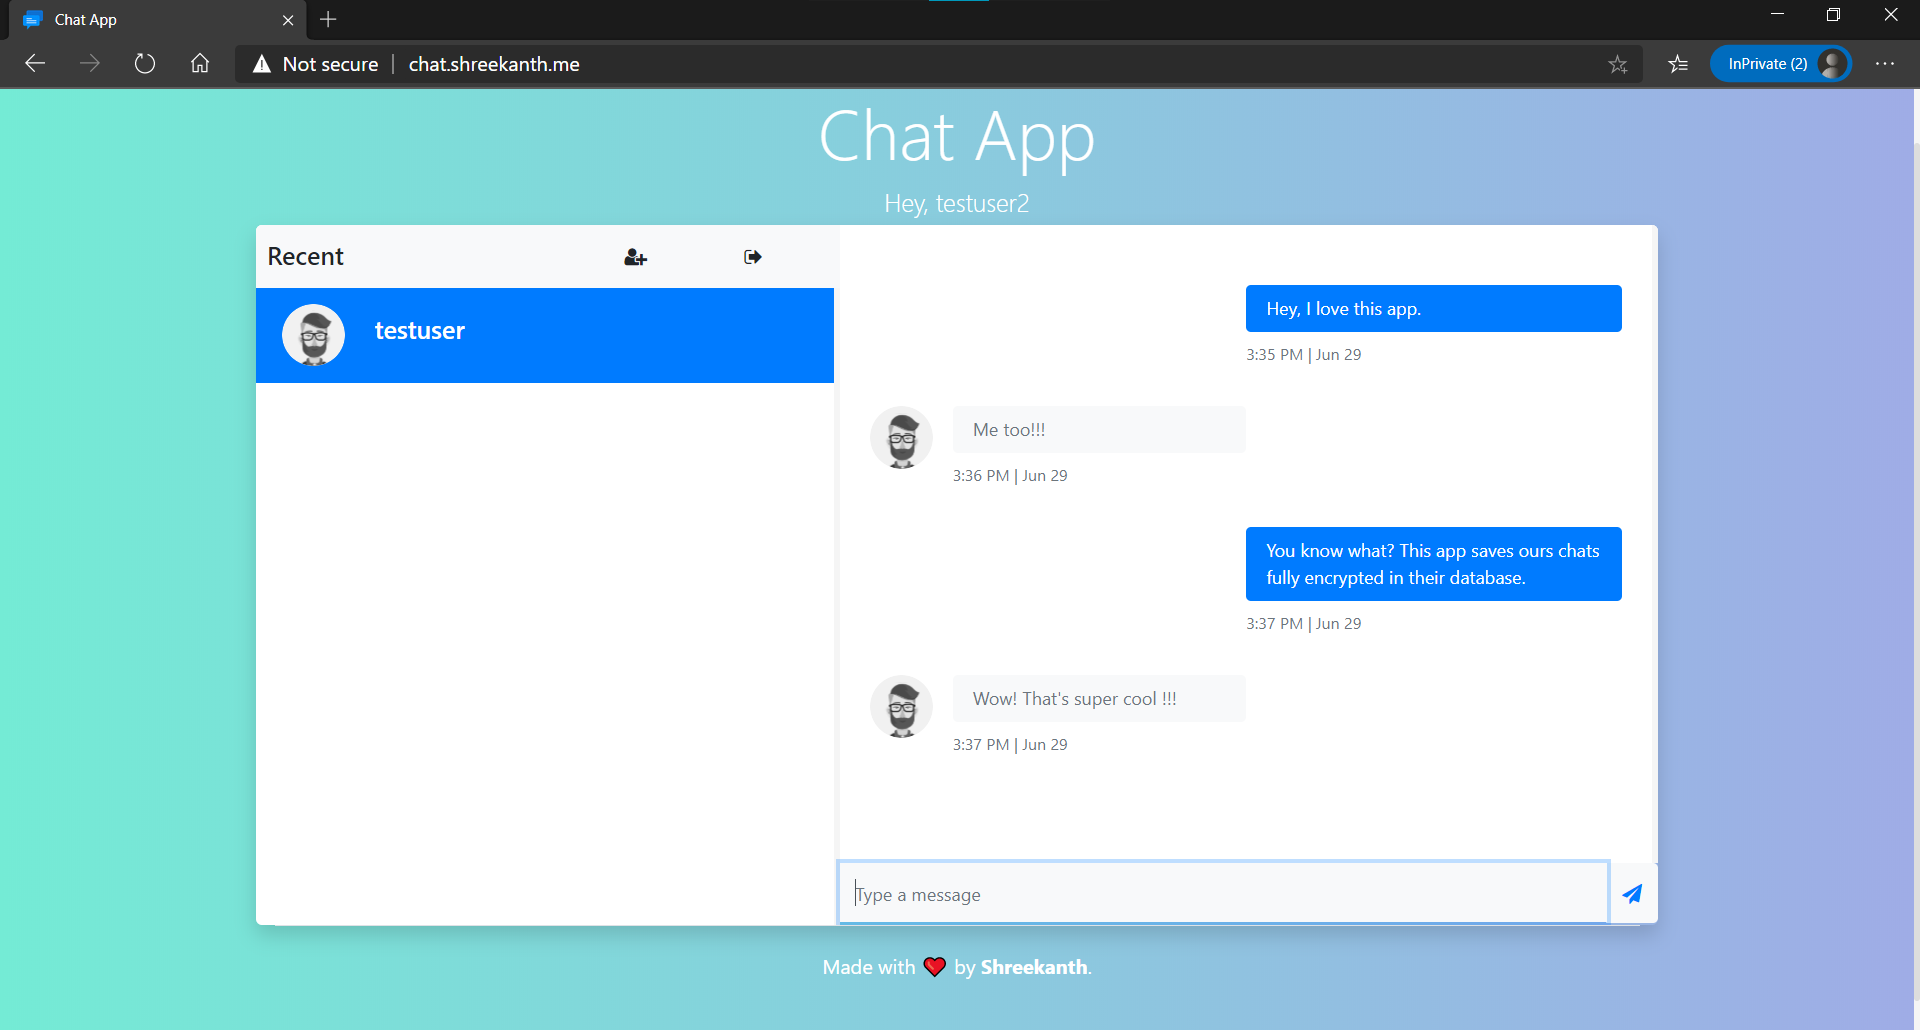 Chat App
Not secure
chat.shreekanth.me
InPrivate (2)
Chat App
Hey, testuser2
Recent
testuser
Hey, I love this app.
3:35 PM | Jun 29
Me too!!!
3:36 PM | Jun 29
You know what? This app saves ours chats
fully encrypted in their database.
3:37 PM | Jun 29
Wow! That's super cool !!!
3:37 PM | Jun 29
Type a message
Made with ❤️ by Shreekanth.